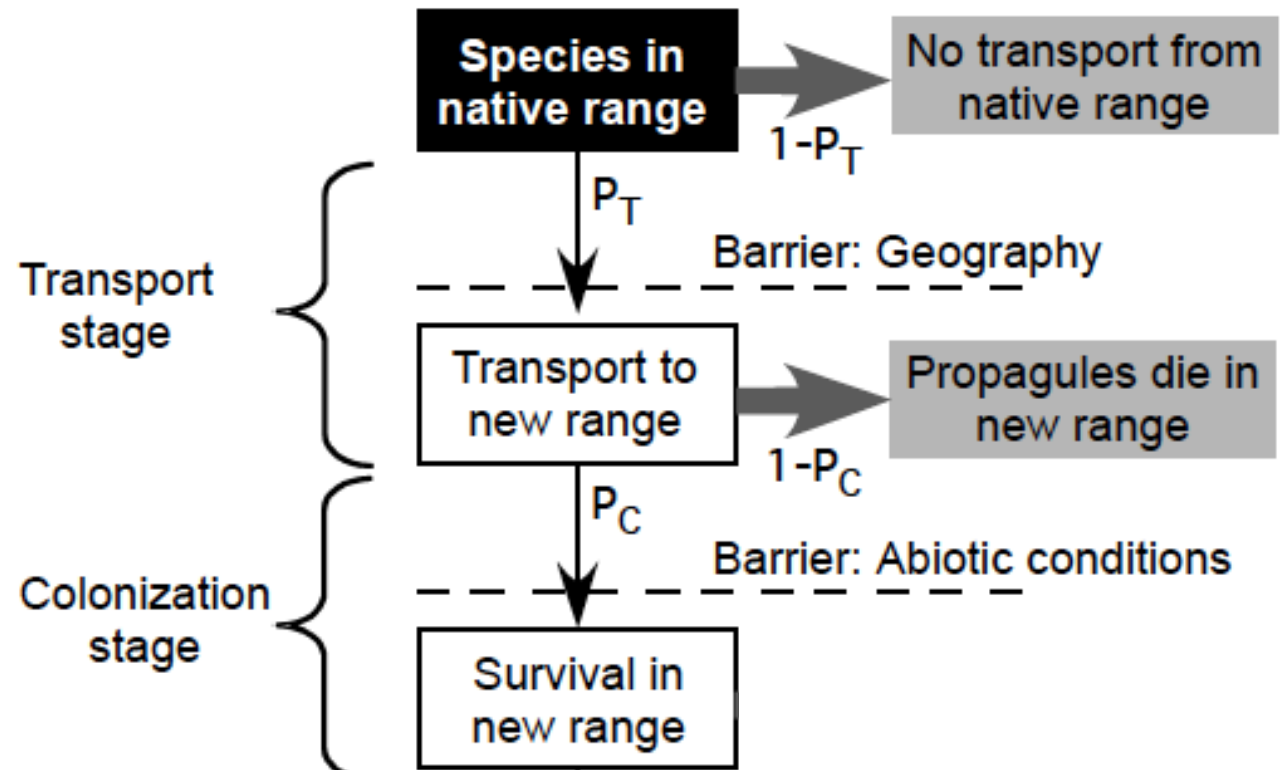 Species in
native range
No transport from
native range
1-P_T
P_T
Barrier: Geography
Transport
stage
Transport to
new range
Propagules die in
new range
1-P_C
P_C
Barrier: Abiotic conditions
Colonization
stage
Survival in
new range